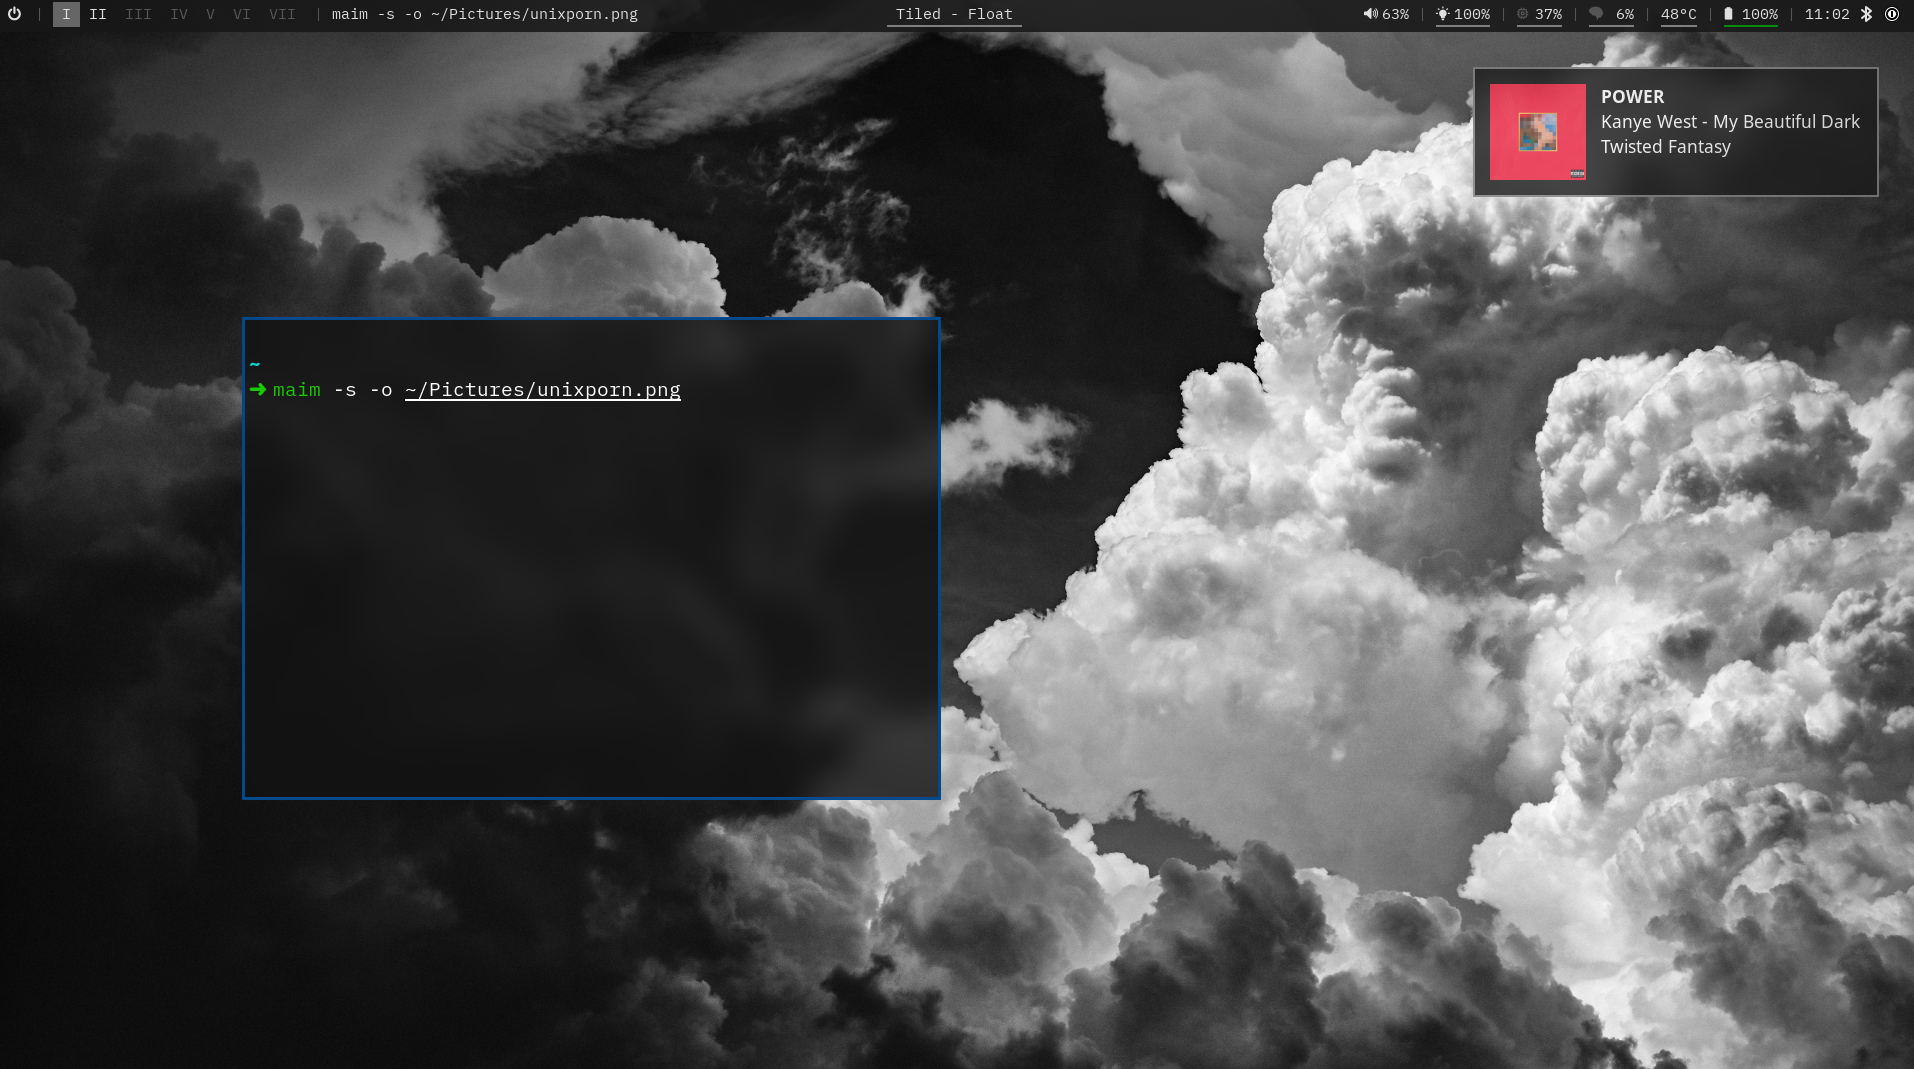 I II III IV V VI VII maim -s -o ~/Pictures/unixporn.png Tiled - Float 63% 100% 37% 6% 48°C 100% 11:02
POWER
Kanye West - My Beautiful Dark
Twisted Fantasy
~
➜ maim -s -o ~/Pictures/unixporn.png